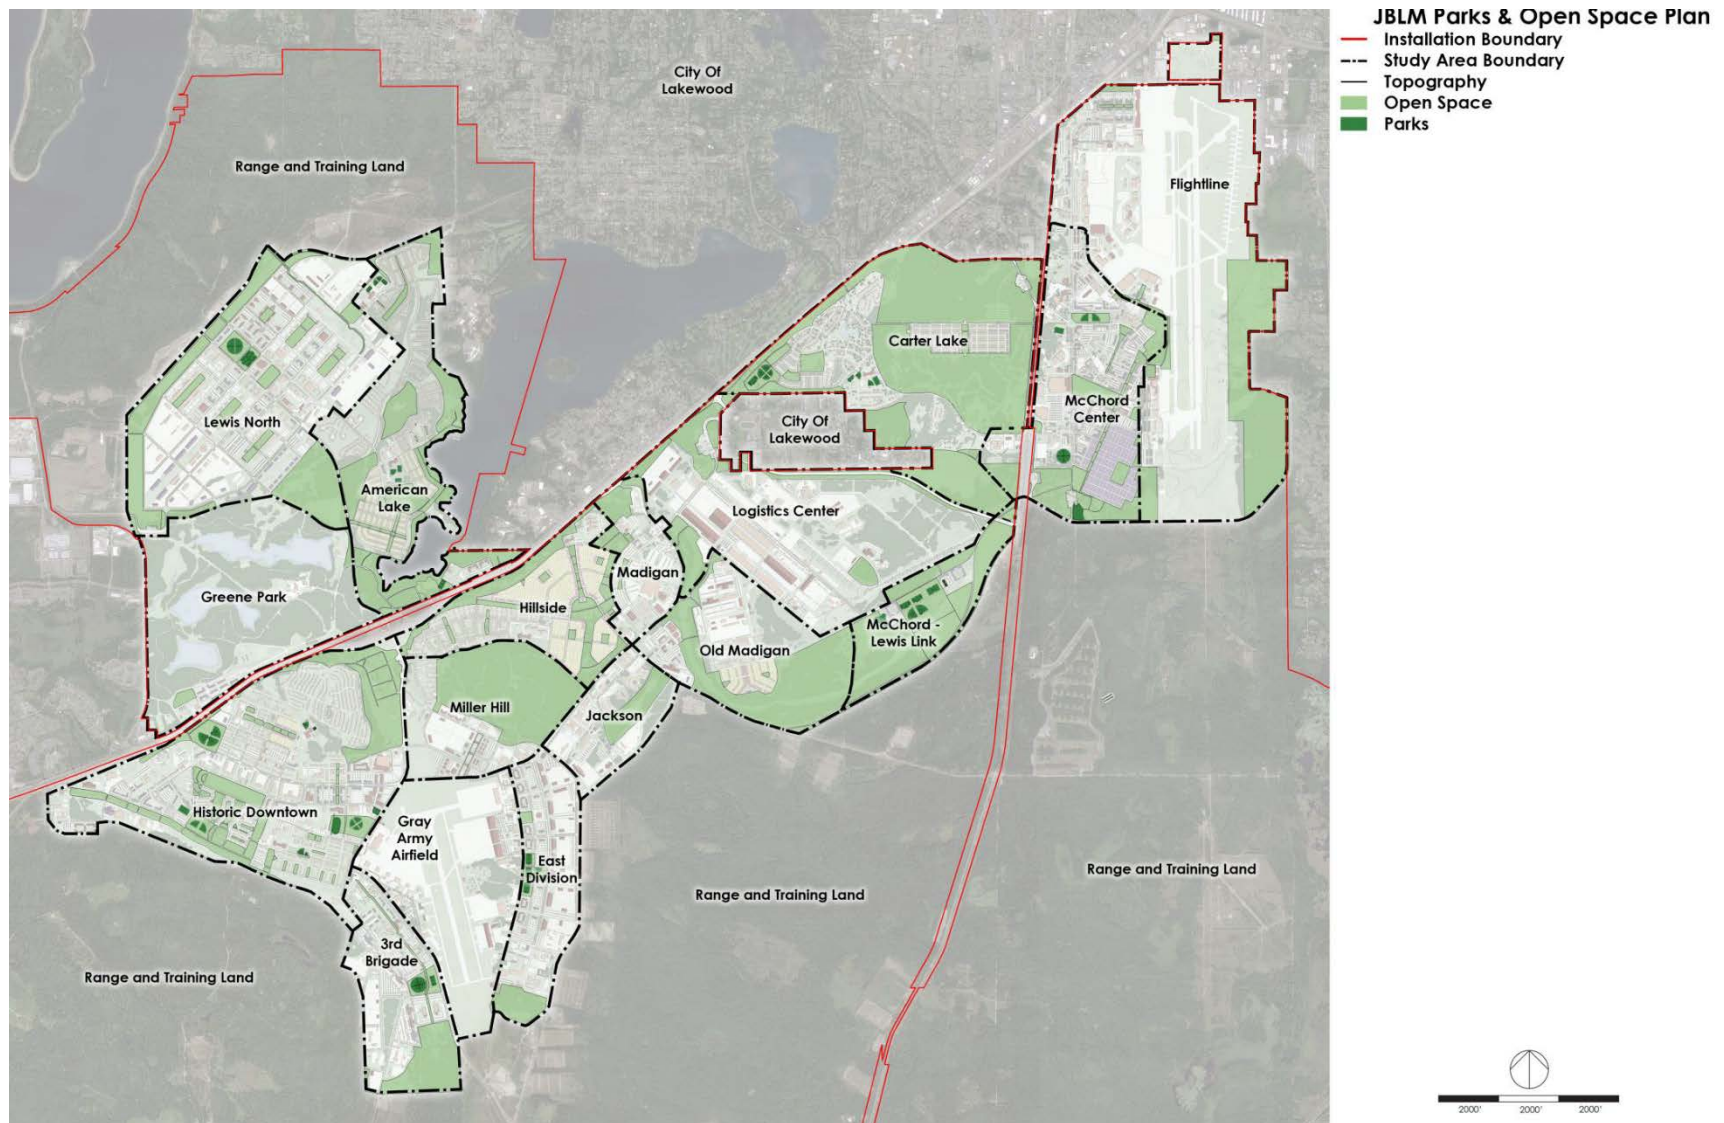 JBLM Parks & Open Space Plan
Installation Boundary
Study Area Boundary
Topography
Open Space
Parks
City Of
Lakewood
Range and Training Land
Flightline
Carter Lake
McChord
Center
City Of
Lakewood
Lewis North
American
Lake
Logistics Center
Greene Park
Madigan
Hillside
McChord -
Lewis Link
Old Madigan
Miller Hill
Jackson
Historic Downtown
Gray
Army
Airfield
East
Division
Range and Training Land
Range and Training Land
3rd
Brigade
Range and Training Land
2000'
2000'
2000'